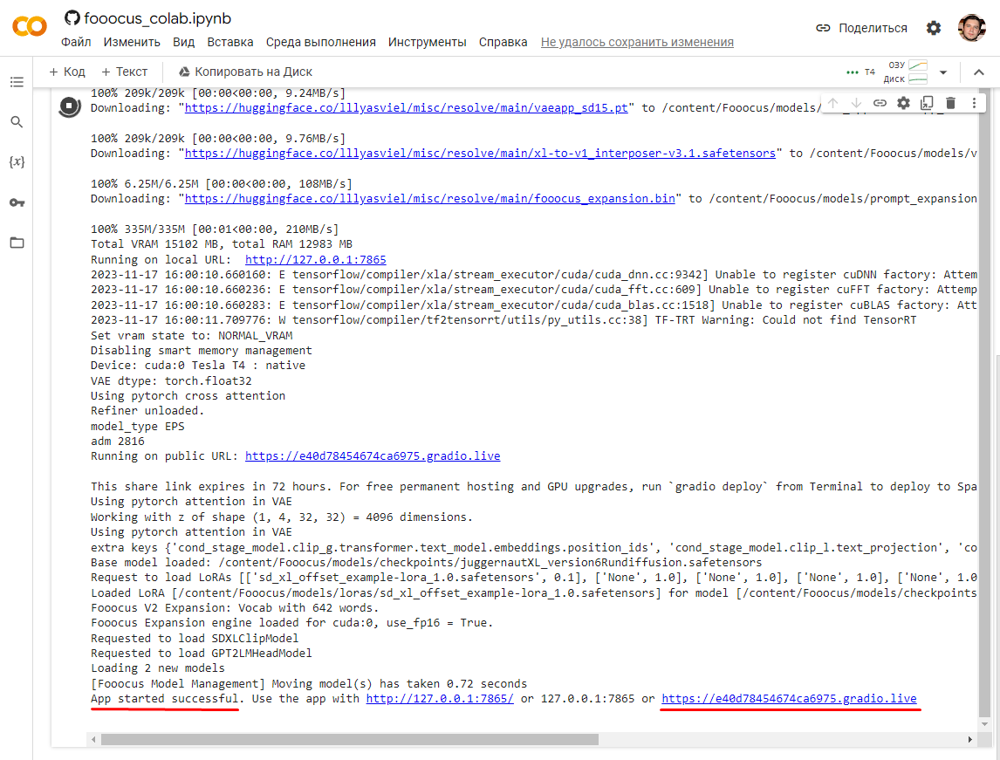 fooocus_colab.ipynb
Файл Изменить Вид Вставка Среда выполнения Инструменты Справка Не удалось сохранить изменения
Поделиться
+ Код + Текст Копировать на Диск
T4 ОЗУ
Диск
100% 209k/209k [00:00<00:00, 9.24MB/s]
Downloading: "https://huggingface.co/lllyasviel/misc/resolve/main/vaeapp_sd15.pt" to /content/Fooocus/models/
100% 209k/209k [00:00<00:00, 9.76MB/s]
Downloading: "https://huggingface.co/lllyasviel/misc/resolve/main/xl-to-v1_interposer-v3.1.safetensors" to /content/Fooocus/models/v
100% 6.25M/6.25M [00:00<00:00, 108MB/s]
Downloading: "https://huggingface.co/lllyasviel/misc/resolve/main/fooocus_expansion.bin" to /content/Fooocus/models/prompt_expansion
100% 335M/335M [00:01<00:00, 210MB/s]
Total VRAM 15102 MB, total RAM 12983 MB
Running on local URL:  http://127.0.0.1:7865
2023-11-17 16:00:10.660160: E tensorflow/compiler/xla/stream_executor/cuda/cuda_dnn.cc:9342] Unable to register cuDNN factory: Attem
2023-11-17 16:00:10.660236: E tensorflow/compiler/xla/stream_executor/cuda/cuda_fft.cc:609] Unable to register cuFFT factory: Attemp
2023-11-17 16:00:10.660283: E tensorflow/compiler/xla/stream_executor/cuda/cuda_blas.cc:1518] Unable to register cuBLAS factory: Att
2023-11-17 16:00:11.709776: W tensorflow/compiler/tf2tensorrt/utils/py_utils.cc:38] TF-TRT Warning: Could not find TensorRT
Set vram state to: NORMAL_VRAM
Disabling smart memory management
Device: cuda:0 Tesla T4 : native
VAE dtype: torch.float32
Using pytorch cross attention
Refiner unloaded.
model_type EPS
adm 2816
Running on public URL: https://e40d78454674ca6975.gradio.live
This share link expires in 72 hours. For free permanent hosting and GPU upgrades, run `gradio deploy` from Terminal to deploy to Spa
Using pytorch attention in VAE
Working with z of shape (1, 4, 32, 32) = 4096 dimensions.
Using pytorch attention in VAE
extra keys {'cond_stage_model.clip_g.transformer.text_model.embeddings.position_ids', 'cond_stage_model.clip_l.text_projection', 'co
Base model loaded: /content/Fooocus/models/checkpoints/juggernautXL_version6Rundiffusion.safetensors
Request to load LoRAs [['sd_xl_offset_example-lora_1.0.safetensors', 0.1], ['None', 1.0], ['None', 1.0], ['None', 1.0], ['None', 1.0
Loaded LoRA [/content/Fooocus/models/loras/sd_xl_offset_example-lora_1.0.safetensors] for model [/content/Fooocus/models/checkpoints
Fooocus V2 Expansion: Vocab with 642 words.
Fooocus Expansion engine loaded for cuda:0, use_fp16 = True.
Requested to load SDXLClipModel
Requested to load GPT2LMHeadModel
Loading 2 new models
[Fooocus Model Management] Moving model(s) has taken 0.72 seconds
App started successful. Use the app with http://127.0.0.1:7865/ or 127.0.0.1:7865 or https://e40d78454674ca6975.gradio.live